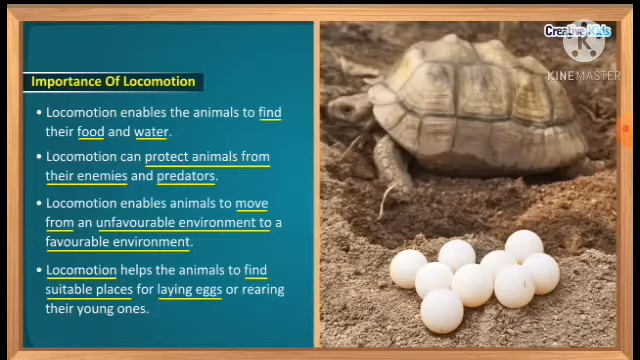 Creative Kids
K
KINEMASTER
Importance Of Locomotion
• Locomotion enables the animals to find
their food and water.
• Locomotion can protect animals from
their enemies and predators.
• Locomotion enables animals to move
from an unfavourable environment to a
favourable environment.
• Locomotion helps the animals to find
suitable places for laying eggs or rearing
their young ones.